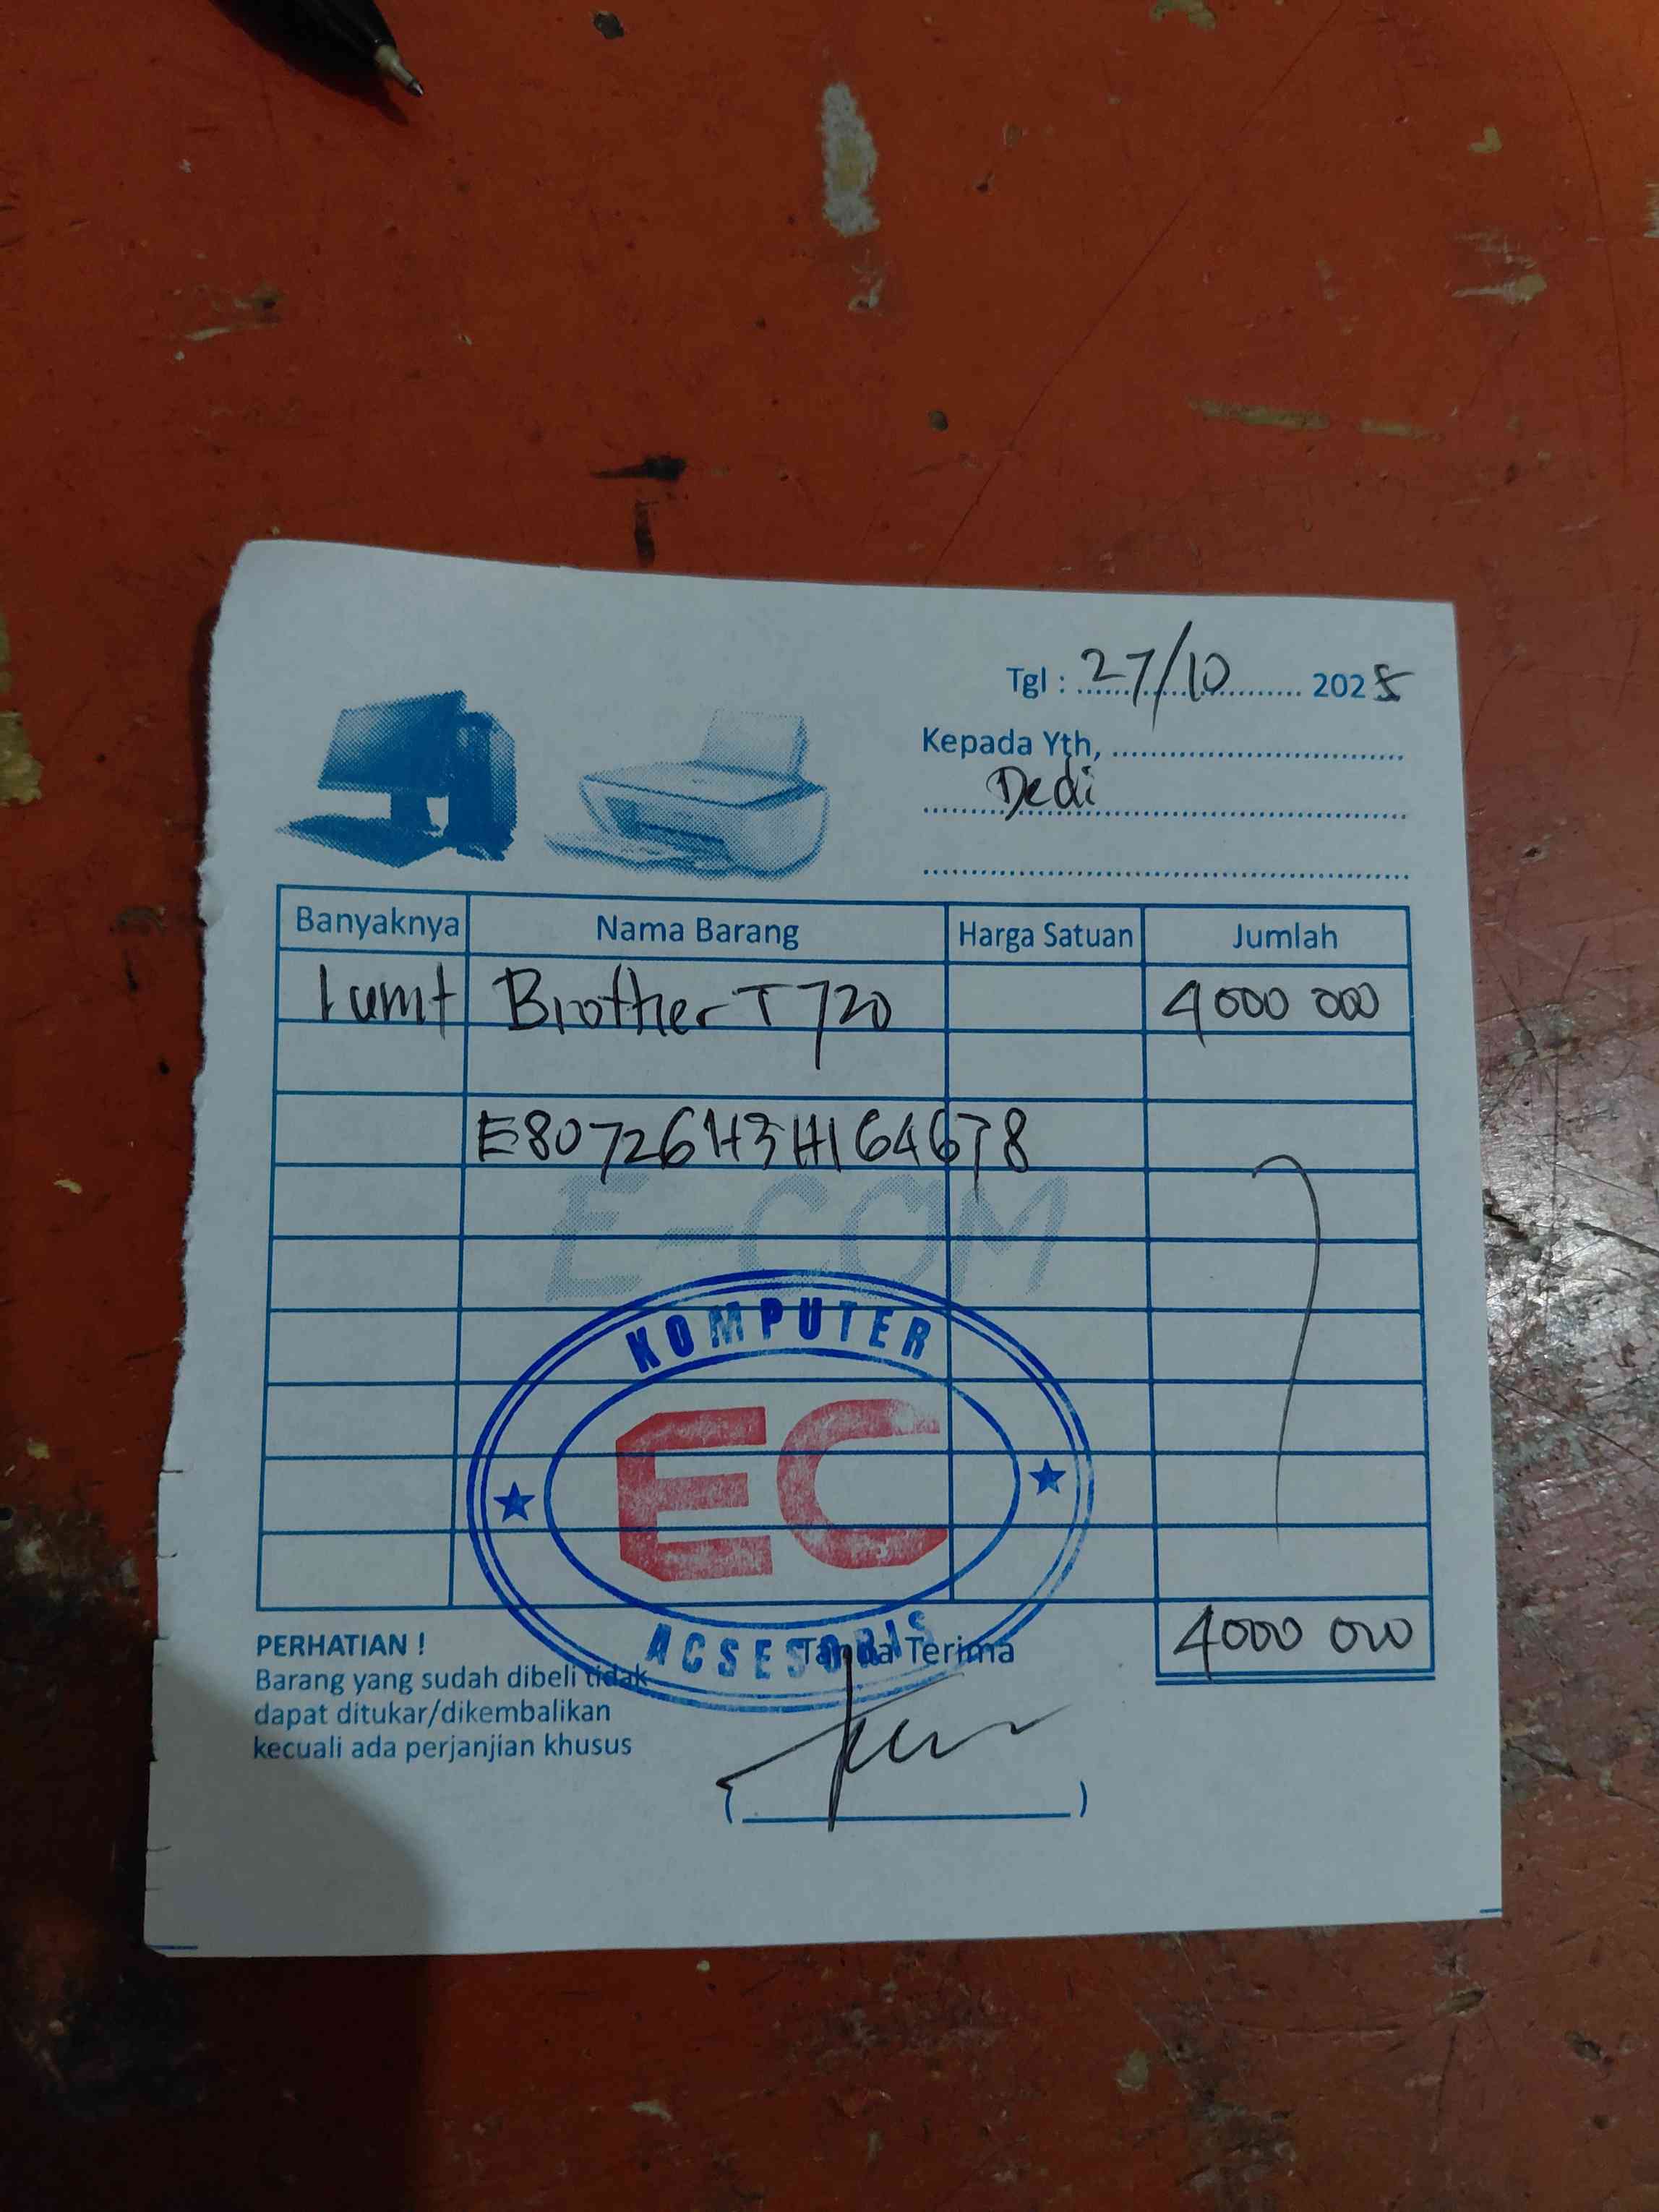 Tgl : 27/10 2025
Kepada Yth,
Dedi
Banyaknya Nama Barang Harga Satuan Jumlah
1 unit Brother T720 4000 000
E80726H3H164678
E-COM
KOMPUTER
EC
ACSESORIS
4000 000
PERHATIAN !
Barang yang sudah dibeli tidak
dapat ditukar/dikembalikan
kecuali ada perjanjian khusus
Tanda Terima